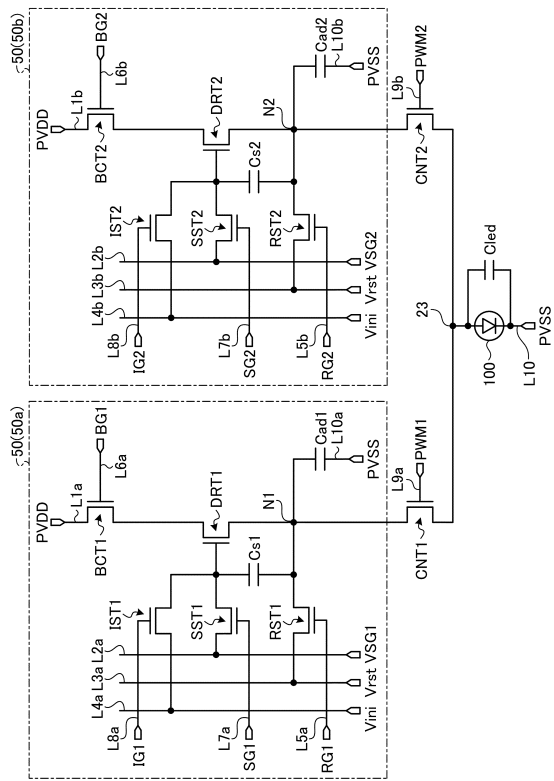 50(50b)
PVDD
L1b
BG2
L6b
BCT2
DRT2
N2
Cad2
L10b
PVSS
L9b
PWM2
CNT2
IST2
SST2
Cs2
RST2
L4b L3b L2b
Vini Vrst VSG2
L8b
IG2
L7b
SG2
L5b
RG2
23
Cled
100
L10
PVSS
50(50a)
PVDD
L1a
BG1
L6a
BCT1
DRT1
N1
Cad1
L10a
PVSS
L9a
PWM1
CNT1
IST1
SST1
Cs1
RST1
L4a L3a L2a
Vini Vrst VSG1
L8a
IG1
L7a
SG1
L5a
RG1